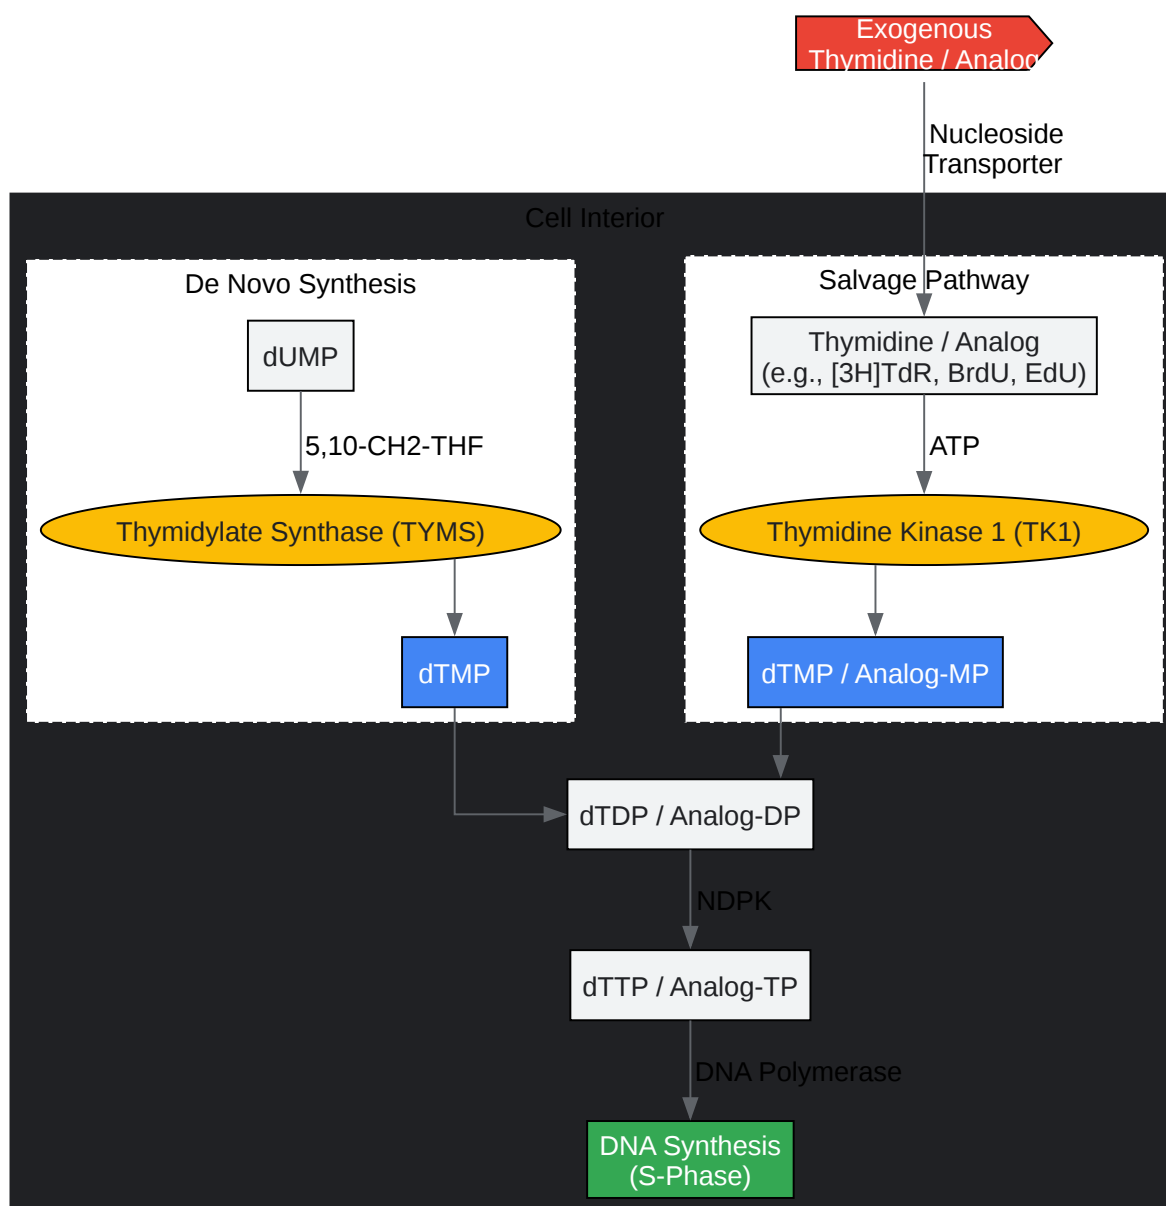 Exogenous
Thymidine / Analog
Nucleoside
Transporter
Cell Interior
De Novo Synthesis
dUMP
5,10-CH2-THF
Thymidylate Synthase (TYMS)
dTMP
Salvage Pathway
Thymidine / Analog
(e.g., [3H]TdR, BrdU, EdU)
ATP
Thymidine Kinase 1 (TK1)
dTMP / Analog-MP
dTDP / Analog-DP
NDPK
dTTP / Analog-TP
DNA Polymerase
DNA Synthesis
(S-Phase)